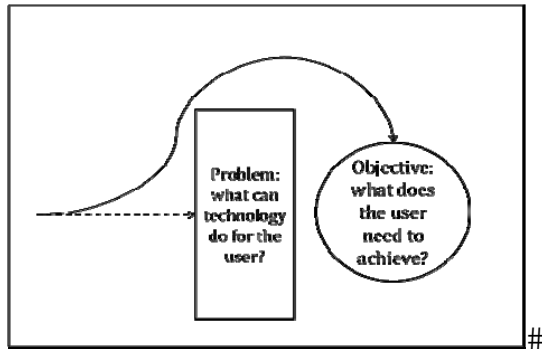 Problem:
what can
technology
do for the
user?
Objective:
what does
the user
need to
achieve?
#